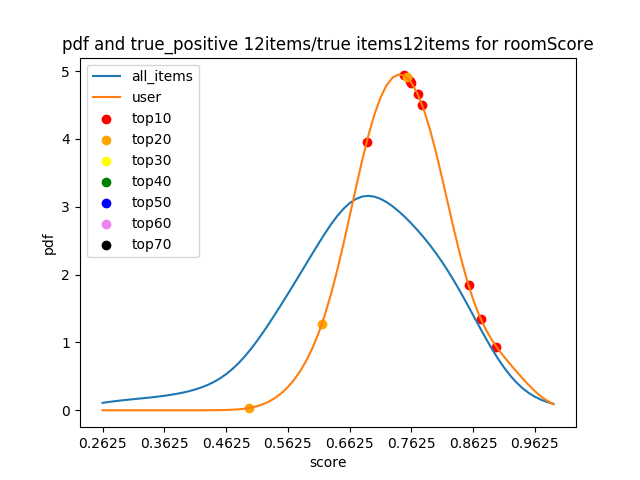 pdf and true_positive 12items/true items12items for roomScore
all_items
user
top10
top20
top30
top40
top50
top60
top70
5
4
3
2
1
0
pdf
0.2625 0.3625 0.4625 0.5625 0.6625 0.7625 0.8625 0.9625
score